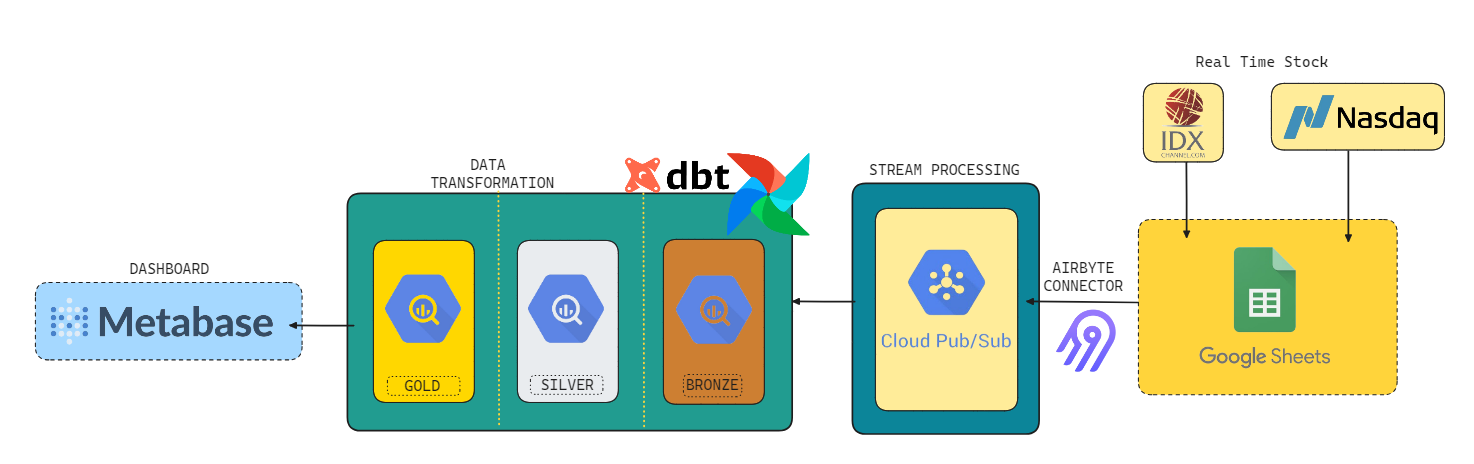 Real Time Stock
IDX
CHANNEL.COM
Nasdaq
DATA
TRANSFORMATION
dbt
STREAM PROCESSING
DASHBOARD
Metabase
AIRBYTE
CONNECTOR
Cloud Pub/Sub
Google Sheets
GOLD
SILVER
BRONZE